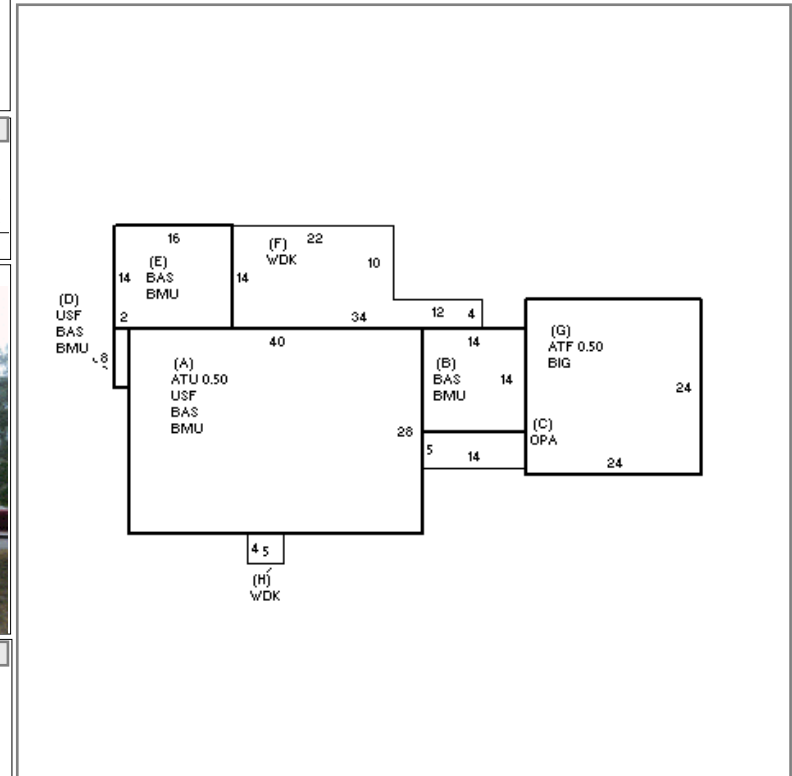 16
(F)
22
WDK
10
(E)
BAS
BMU
14
14
(D)
USF
BAS
BMU
2
8
34
12
4
40
(A)
ATU 0.50
USF
BAS
BMU
28
14
(B)
BAS
BMU
14
(G)
ATF 0.50
BIG
24
24
(C)
OPA
5
14
4
5
(H)
WDK